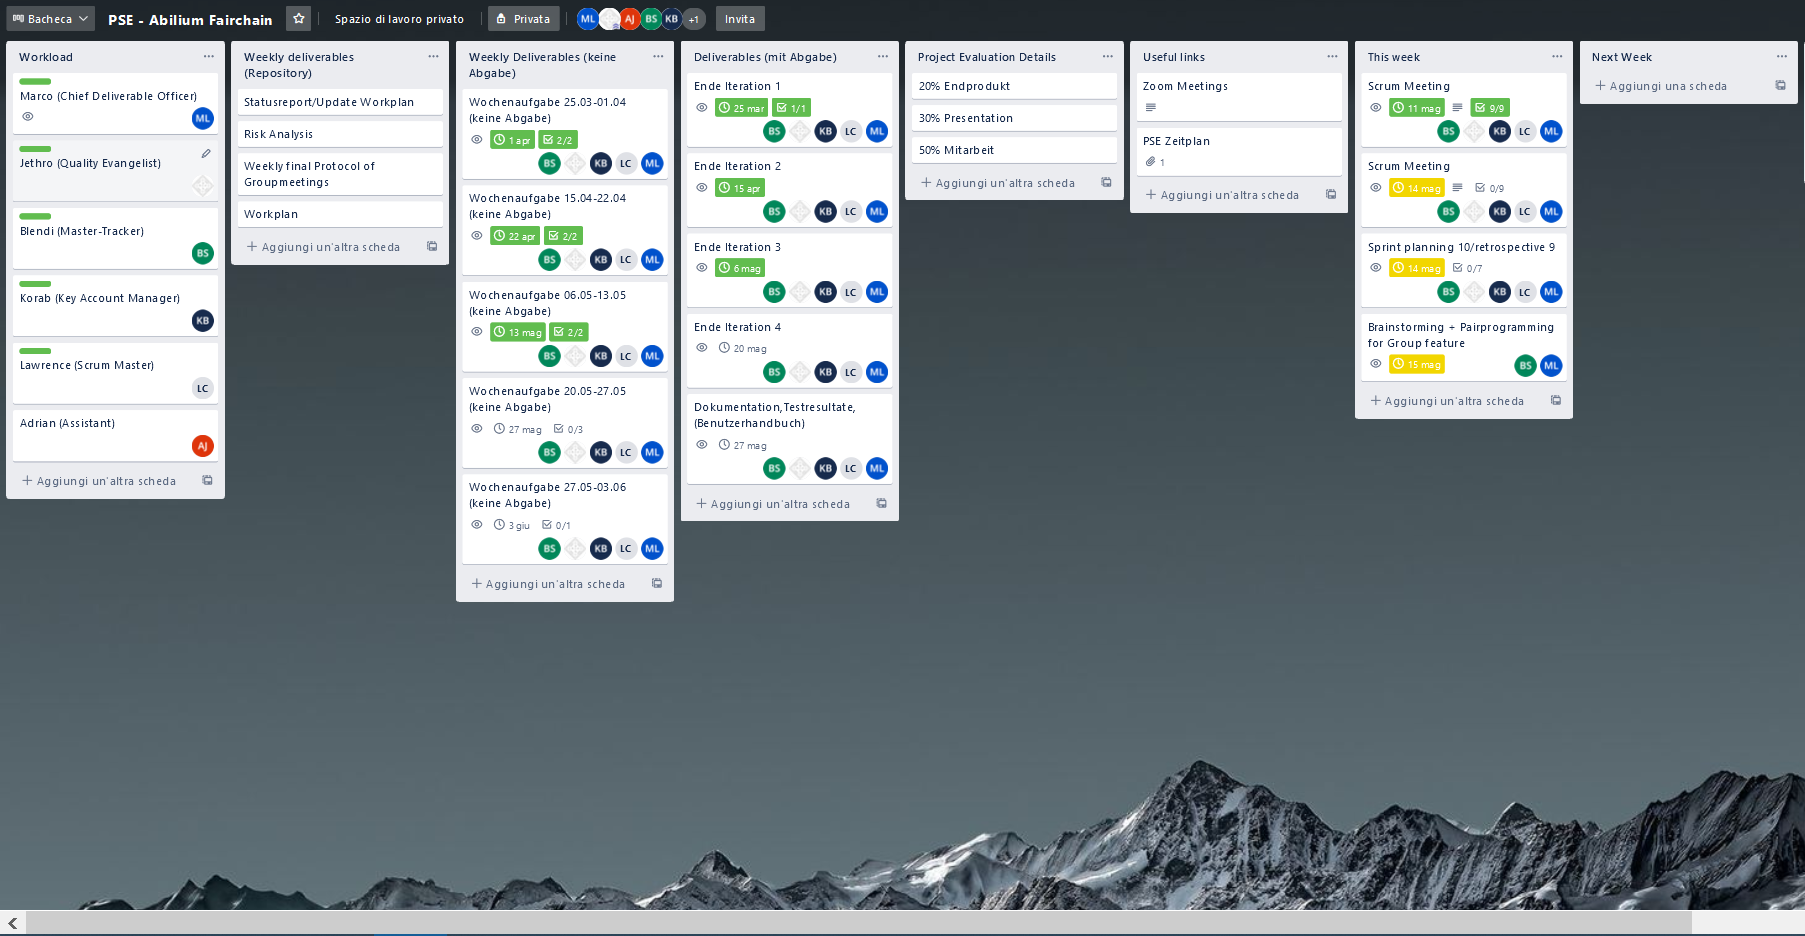 Bacheca
PSE - Abilium Fairchain
Spazio di lavoro privato
Privata
ML
AJ
BS
KB
+1
Invita
Workload
Marco (Chief Deliverable Officer)
ML
Jethro (Quality Evangelist)
Blendi (Master-Tracker)
BS
Korab (Key Account Manager)
KB
Lawrence (Scrum Master)
LC
Adrian (Assistant)
AJ
Aggiungi un'altra scheda
Weekly deliverables
(Repository)
Statusreport/Update Workplan
Risk Analysis
Weekly final Protocol of
Groupmeetings
Workplan
Aggiungi un'altra scheda
Weekly Deliverables (keine
Abgabe)
Wochenaufgabe 25.03-01.04
(keine Abgabe)
1 apr 2/2
BS KB LC ML
Wochenaufgabe 15.04-22.04
(keine Abgabe)
22 apr 2/2
BS KB LC ML
Wochenaufgabe 06.05-13.05
(keine Abgabe)
13 mag 2/2
BS KB LC ML
Wochenaufgabe 20.05-27.05
(keine Abgabe)
27 mag 0/3
BS KB LC ML
Wochenaufgabe 27.05-03.06
(keine Abgabe)
3 giu 0/1
BS KB LC ML
Aggiungi un'altra scheda
Deliverables (mit Abgabe)
Ende Iteration 1
25 mar 1/1
BS KB LC ML
Ende Iteration 2
15 apr
BS KB LC ML
Ende Iteration 3
6 mag
BS KB LC ML
Ende Iteration 4
20 mag
BS KB LC ML
Dokumentation,Testresultate,
(Benutzerhandbuch)
27 mag
BS KB LC ML
Aggiungi un'altra scheda
Project Evaluation Details
20% Endprodukt
30% Presentation
50% Mitarbeit
Aggiungi un'altra scheda
Useful links
Zoom Meetings
PSE Zeitplan
1
Aggiungi un'altra scheda
This week
Scrum Meeting
11 mag 9/9
BS KB LC ML
Scrum Meeting
14 mag 0/9
BS KB LC ML
Sprint planning 10/retrospective 9
14 mag 0/7
BS KB LC ML
Brainstorming + Pairprogramming
for Group feature
15 mag
BS ML
Aggiungi un'altra scheda
Next Week
Aggiungi una scheda